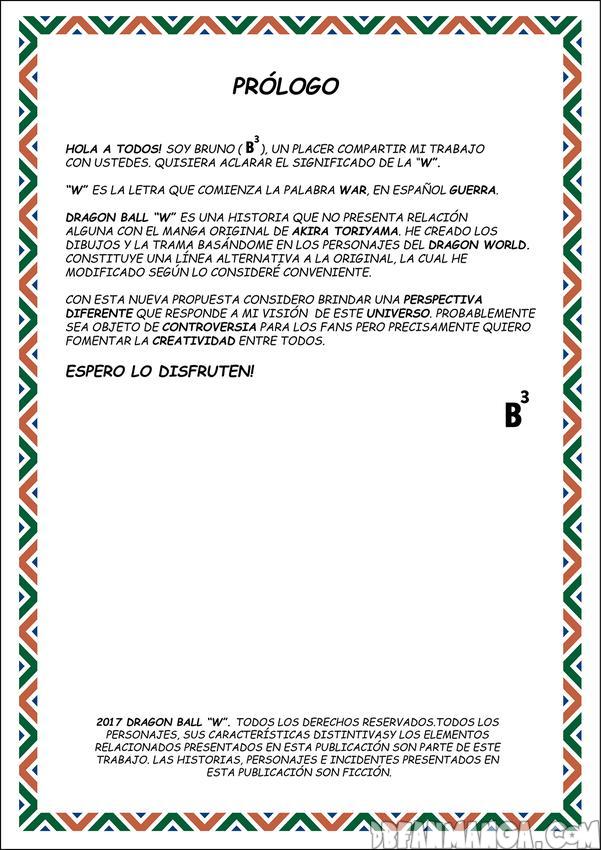 PRÓLOGO
HOLA A TODOS! SOY BRUNO ( B³ ), UN PLACER COMPARTIR MI TRABAJO
CON USTEDES. QUISIERA ACLARAR EL SIGNIFICADO DE LA "W".
"W" ES LA LETRA QUE COMIENZA LA PALABRA WAR, EN ESPAÑOL GUERRA.
DRAGON BALL "W" ES UNA HISTORIA QUE NO PRESENTA RELACIÓN
ALGUNA CON EL MANGA ORIGINAL DE AKIRA TORIYAMA. HE CREADO LOS
DIBUJOS Y LA TRAMA BASÁNDOME EN LOS PERSONAJES DEL DRAGON WORLD.
CONSTITUYE UNA LÍNEA ALTERNATIVA A LA ORIGINAL, LA CUAL HE
MODIFICADO SEGÚN LO CONSIDERÉ CONVENIENTE.
CON ESTA NUEVA PROPUESTA CONSIDERO BRINDAR UNA PERSPECTIVA
DIFERENTE QUE RESPONDE A MI VISIÓN DE ESTE UNIVERSO. PROBABLEMENTE
SEA OBJETO DE CONTROVERSIA PARA LOS FANS PERO PRECISAMENTE QUIERO
FOMENTAR LA CREATIVIDAD ENTRE TODOS.
ESPERO LO DISFRUTEN!
B³
2017 DRAGON BALL "W". TODOS LOS DERECHOS RESERVADOS.TODOS LOS
PERSONAJES, SUS CARACTERÍSTICAS DISTINTIVASY LOS ELEMENTOS
RELACIONADOS PRESENTADOS EN ESTA PUBLICACIÓN SON PARTE DE ESTE
TRABAJO. LAS HISTORIAS, PERSONAJES E INCIDENTES PRESENTADOS EN
ESTA PUBLICACIÓN SON FICCIÓN.
DBFANMANGA.COM